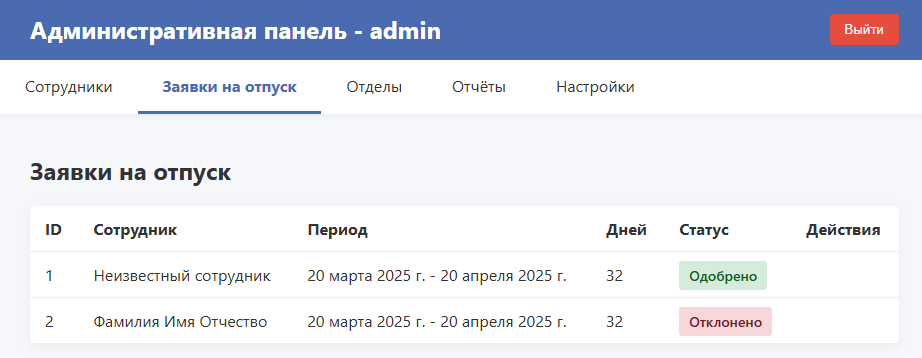 Административная панель - admin
Выйти
Сотрудники Заявки на отпуск Отделы Отчёты Настройки
Заявки на отпуск
ID Сотрудник Период Дней Статус Действия
1 Неизвестный сотрудник 20 марта 2025 г. - 20 апреля 2025 г. 32 Одобрено
2 Фамилия Имя Отчество 20 марта 2025 г. - 20 апреля 2025 г. 32 Отклонено